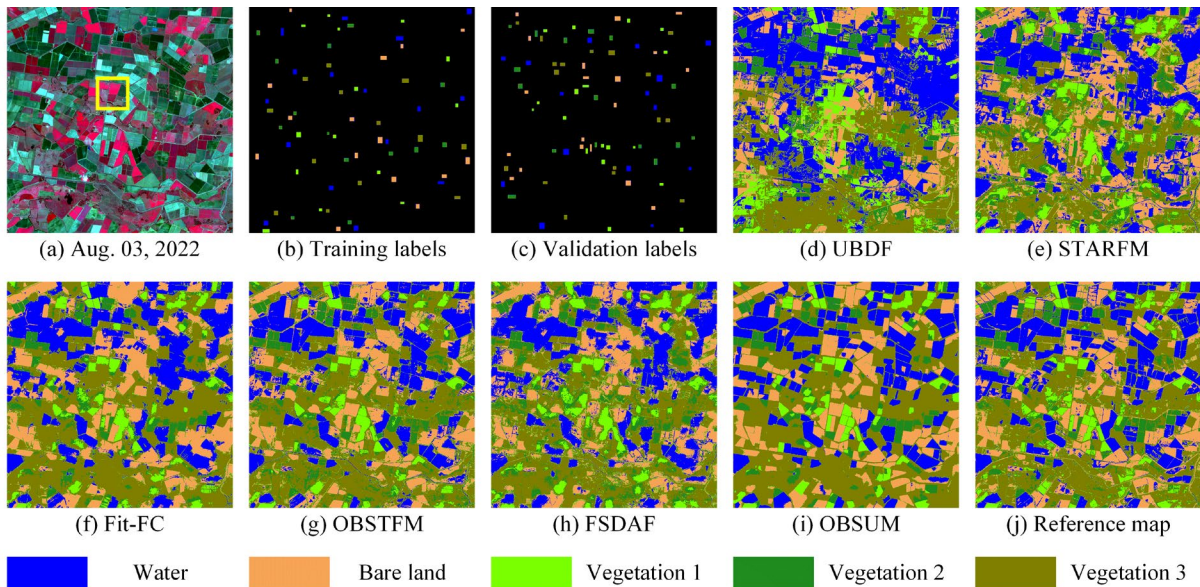 (a) Aug. 03, 2022
(b) Training labels
(c) Validation labels
(d) UBDF
(e) STARFM
(f) Fit-FC
(g) OBSTFM
(h) FSDAF
(i) OBSUM
(j) Reference map
Water
Bare land
Vegetation 1
Vegetation 2
Vegetation 3